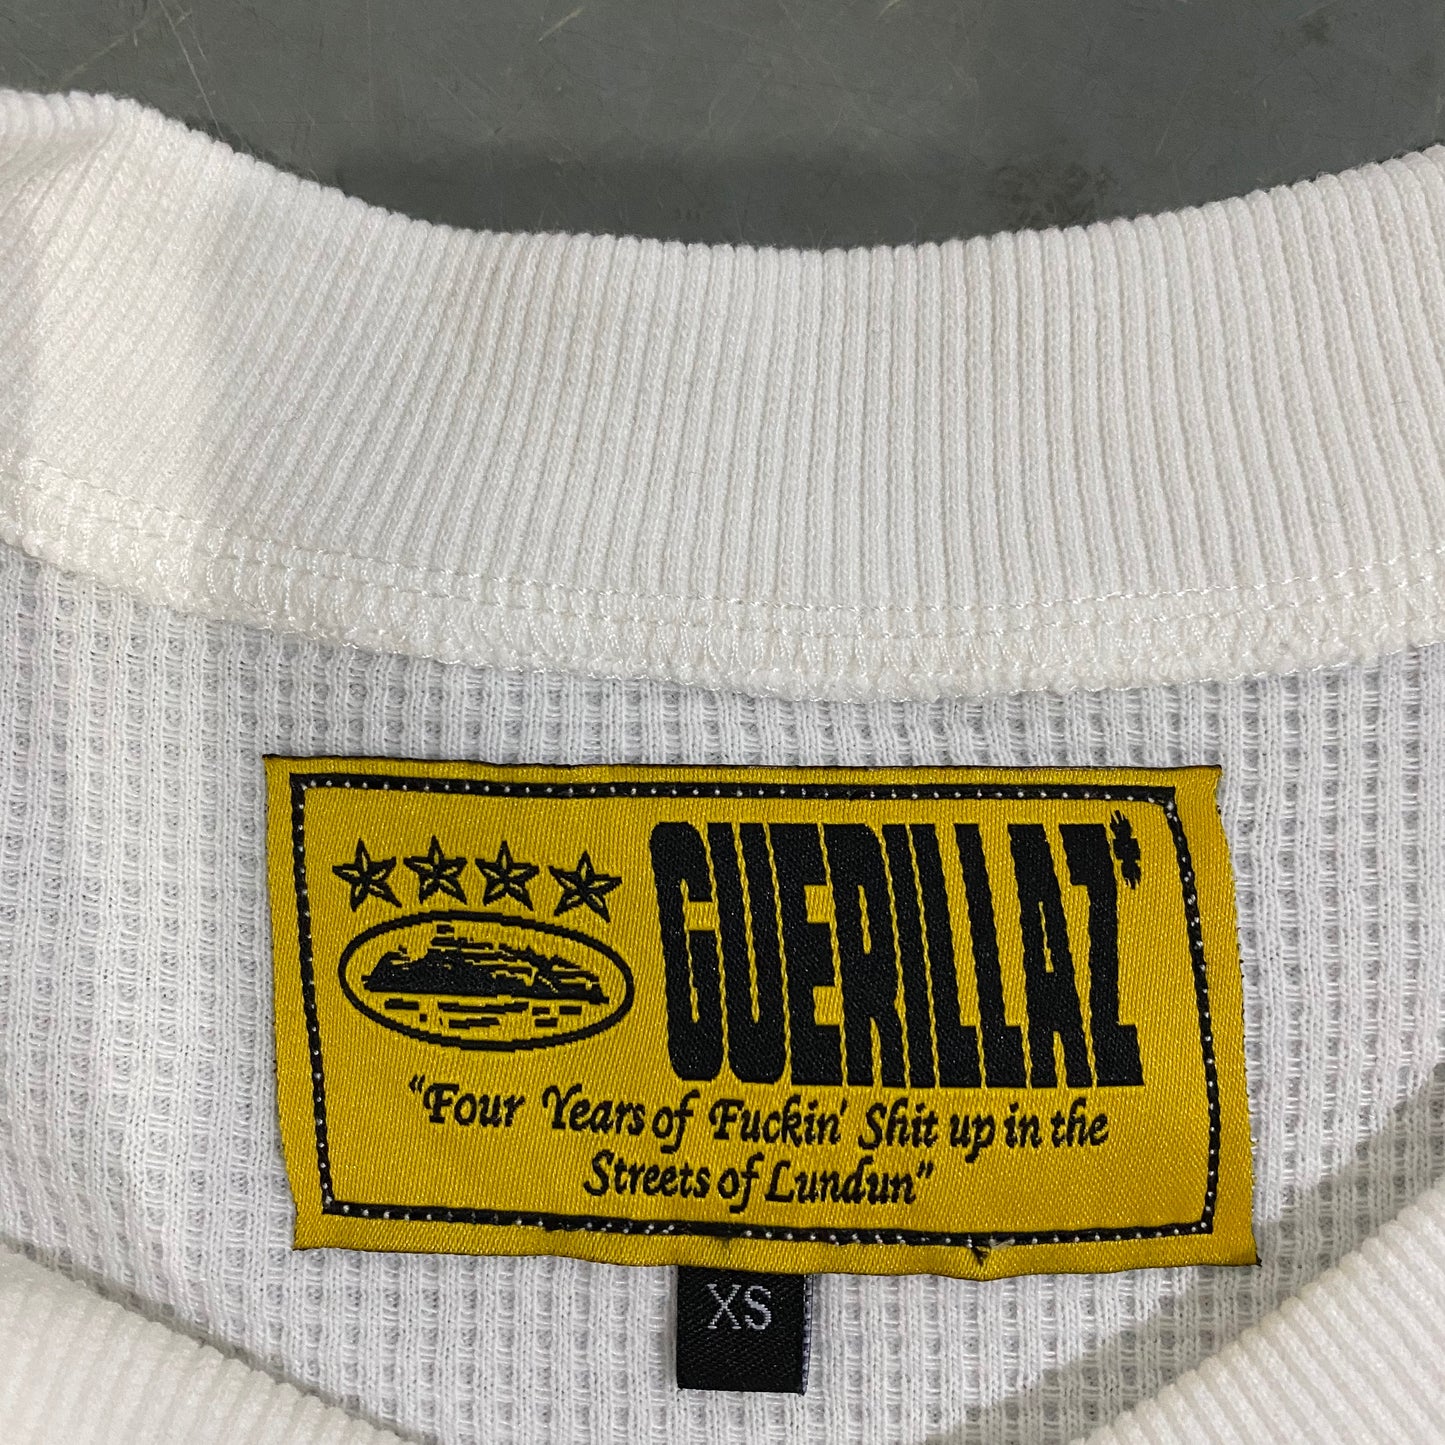 GUERILLAZ*
"Four Years of Fuckin' Shit up in the
Streets of Lundun"
XS